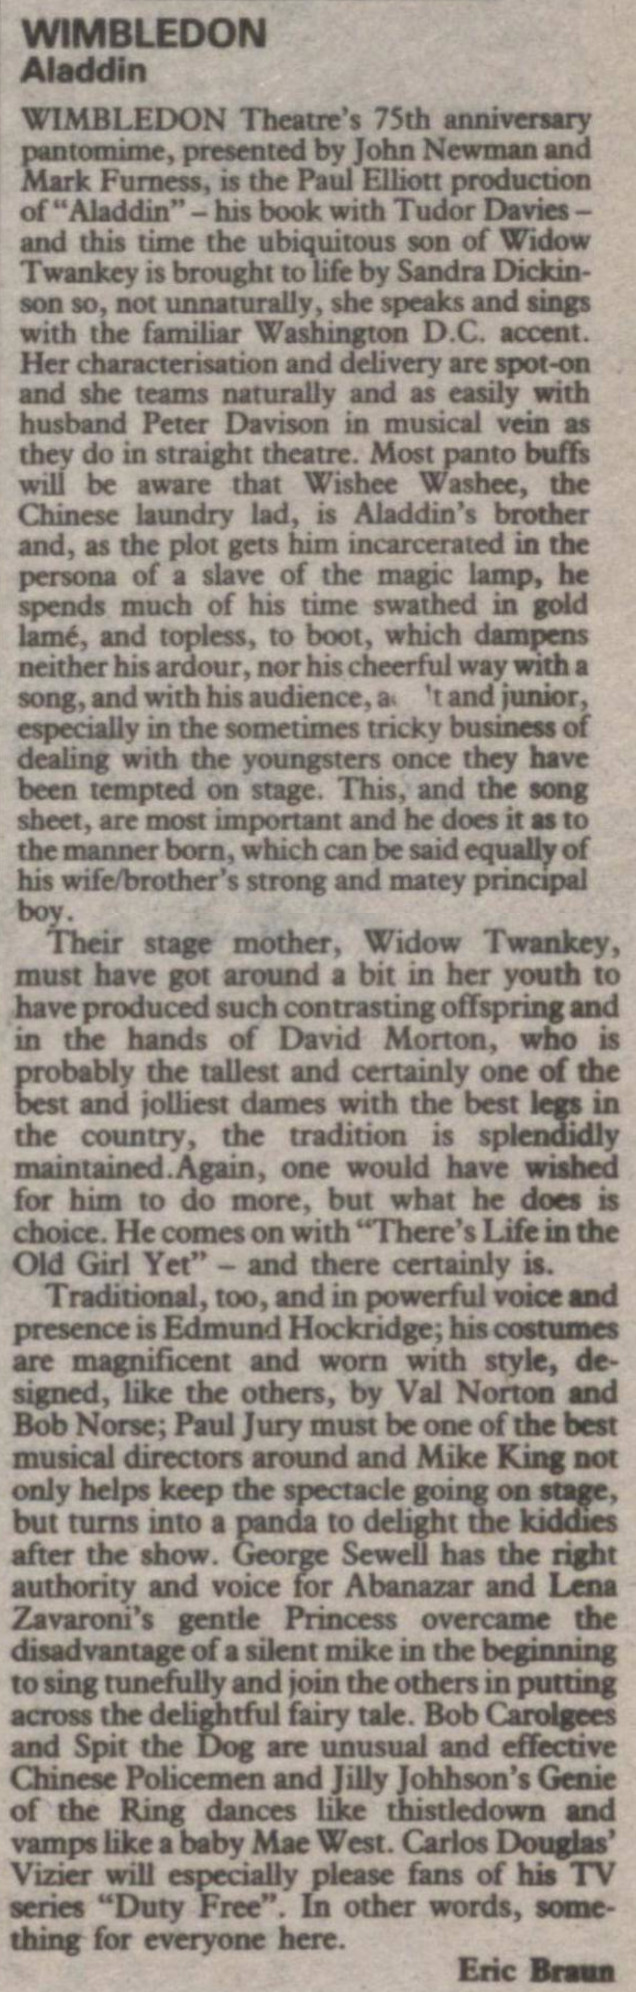 WIMBLEDON
Aladdin
WIMBLEDON Theatre's 75th anniversary
pantomime, presented by John Newman and
Mark Furness, is the Paul Elliott production
of "Aladdin" – his book with Tudor Davies –
and this time the ubiquitous son of Widow
Twankey is brought to life by Sandra Dickin-
son so, not unnaturally, she speaks and sings
with the familiar Washington D.C. accent.
Her characterisation and delivery are spot-on
and she teams naturally and as easily with
husband Peter Davison in musical vein as
they do in straight theatre. Most panto buffs
will be aware that Wishee Washee, the
Chinese laundry lad, is Aladdin's brother
and, as the plot gets him incarcerated in the
persona of a slave of the magic lamp, he
spends much of his time swathed in gold
lamé, and topless, to boot, which dampens
neither his ardour, nor his cheerful way with a
song, and with his audience, and junior,
especially in the sometimes tricky business of
dealing with the youngsters once they have
been tempted on stage. This, and the song
sheet, are most important and he does it as to
the manner born, which can be said equally of
his wife/brother's strong and matey principal
boy.
Their stage mother, Widow Twankey,
must have got around a bit in her youth to
have produced such contrasting offspring and
in the hands of David Morton, who is
probably the tallest and certainly one of the
best and jolliest dames with the best legs in
the country, the tradition is splendidly
maintained.Again, one would have wished
for him to do more, but what he does is
choice. He comes on with "There's Life in the
Old Girl Yet" – and there certainly is.
Traditional, too, and in powerful voice and
presence is Edmund Hockridge; his costumes
are magnificent and worn with style, de-
signed, like the others, by Val Norton and
Bob Norse; Paul Jury must be one of the best
musical directors around and Mike King not
only helps keep the spectacle going on stage,
but turns into a panda to delight the kiddies
after the show. George Sewell has the right
authority and voice for Abanazar and Lena
Zavaroni's gentle Princess overcame the
disadvantage of a silent mike in the beginning
to sing tunefully and join the others in putting
across the delightful fairy tale. Bob Carolgees
and Spit the Dog are unusual and effective
Chinese Policemen and Jilly Johhson's Genie
of the Ring dances like thistledown and
vamps like a baby Mae West. Carlos Douglas'
Vizier will especially please fans of his TV
series "Duty Free". In other words, some-
thing for everyone here.
Eric Braun